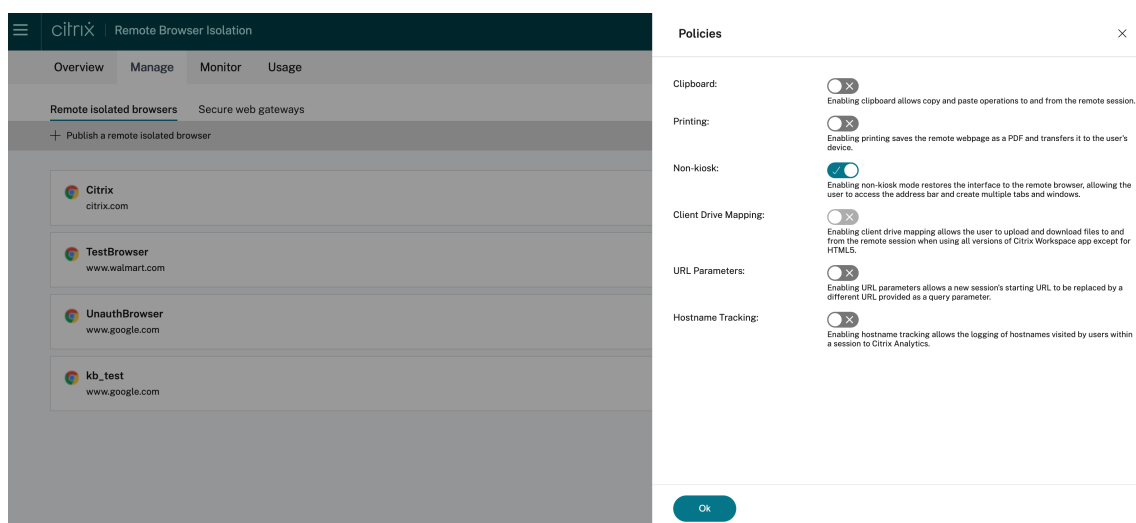 citrix | Remote Browser Isolation
Overview Manage Monitor Usage
Remote isolated browsers Secure web gateways
+ Publish a remote isolated browser
Citrix
citrix.com
TestBrowser
www.walmart.com
UnauthBrowser
www.google.com
kb_test
www.google.com
Policies
Clipboard:
Enabling clipboard allows copy and paste operations to and from the remote session.
Printing:
Enabling printing saves the remote webpage as a PDF and transfers it to the user's
device.
Non-kiosk:
Enabling non-kiosk mode restores the interface to the remote browser, allowing the
user to access the address bar and create multiple tabs and windows.
Client Drive Mapping:
Enabling client drive mapping allows the user to upload and download files to and
from the remote session when using all versions of Citrix Workspace app except for
HTML5.
URL Parameters:
Enabling URL parameters allows a new session's starting URL to be replaced by a
different URL provided as a query parameter.
Hostname Tracking:
Enabling hostname tracking allows the logging of hostnames visited by users within
a session to Citrix Analytics.
Ok